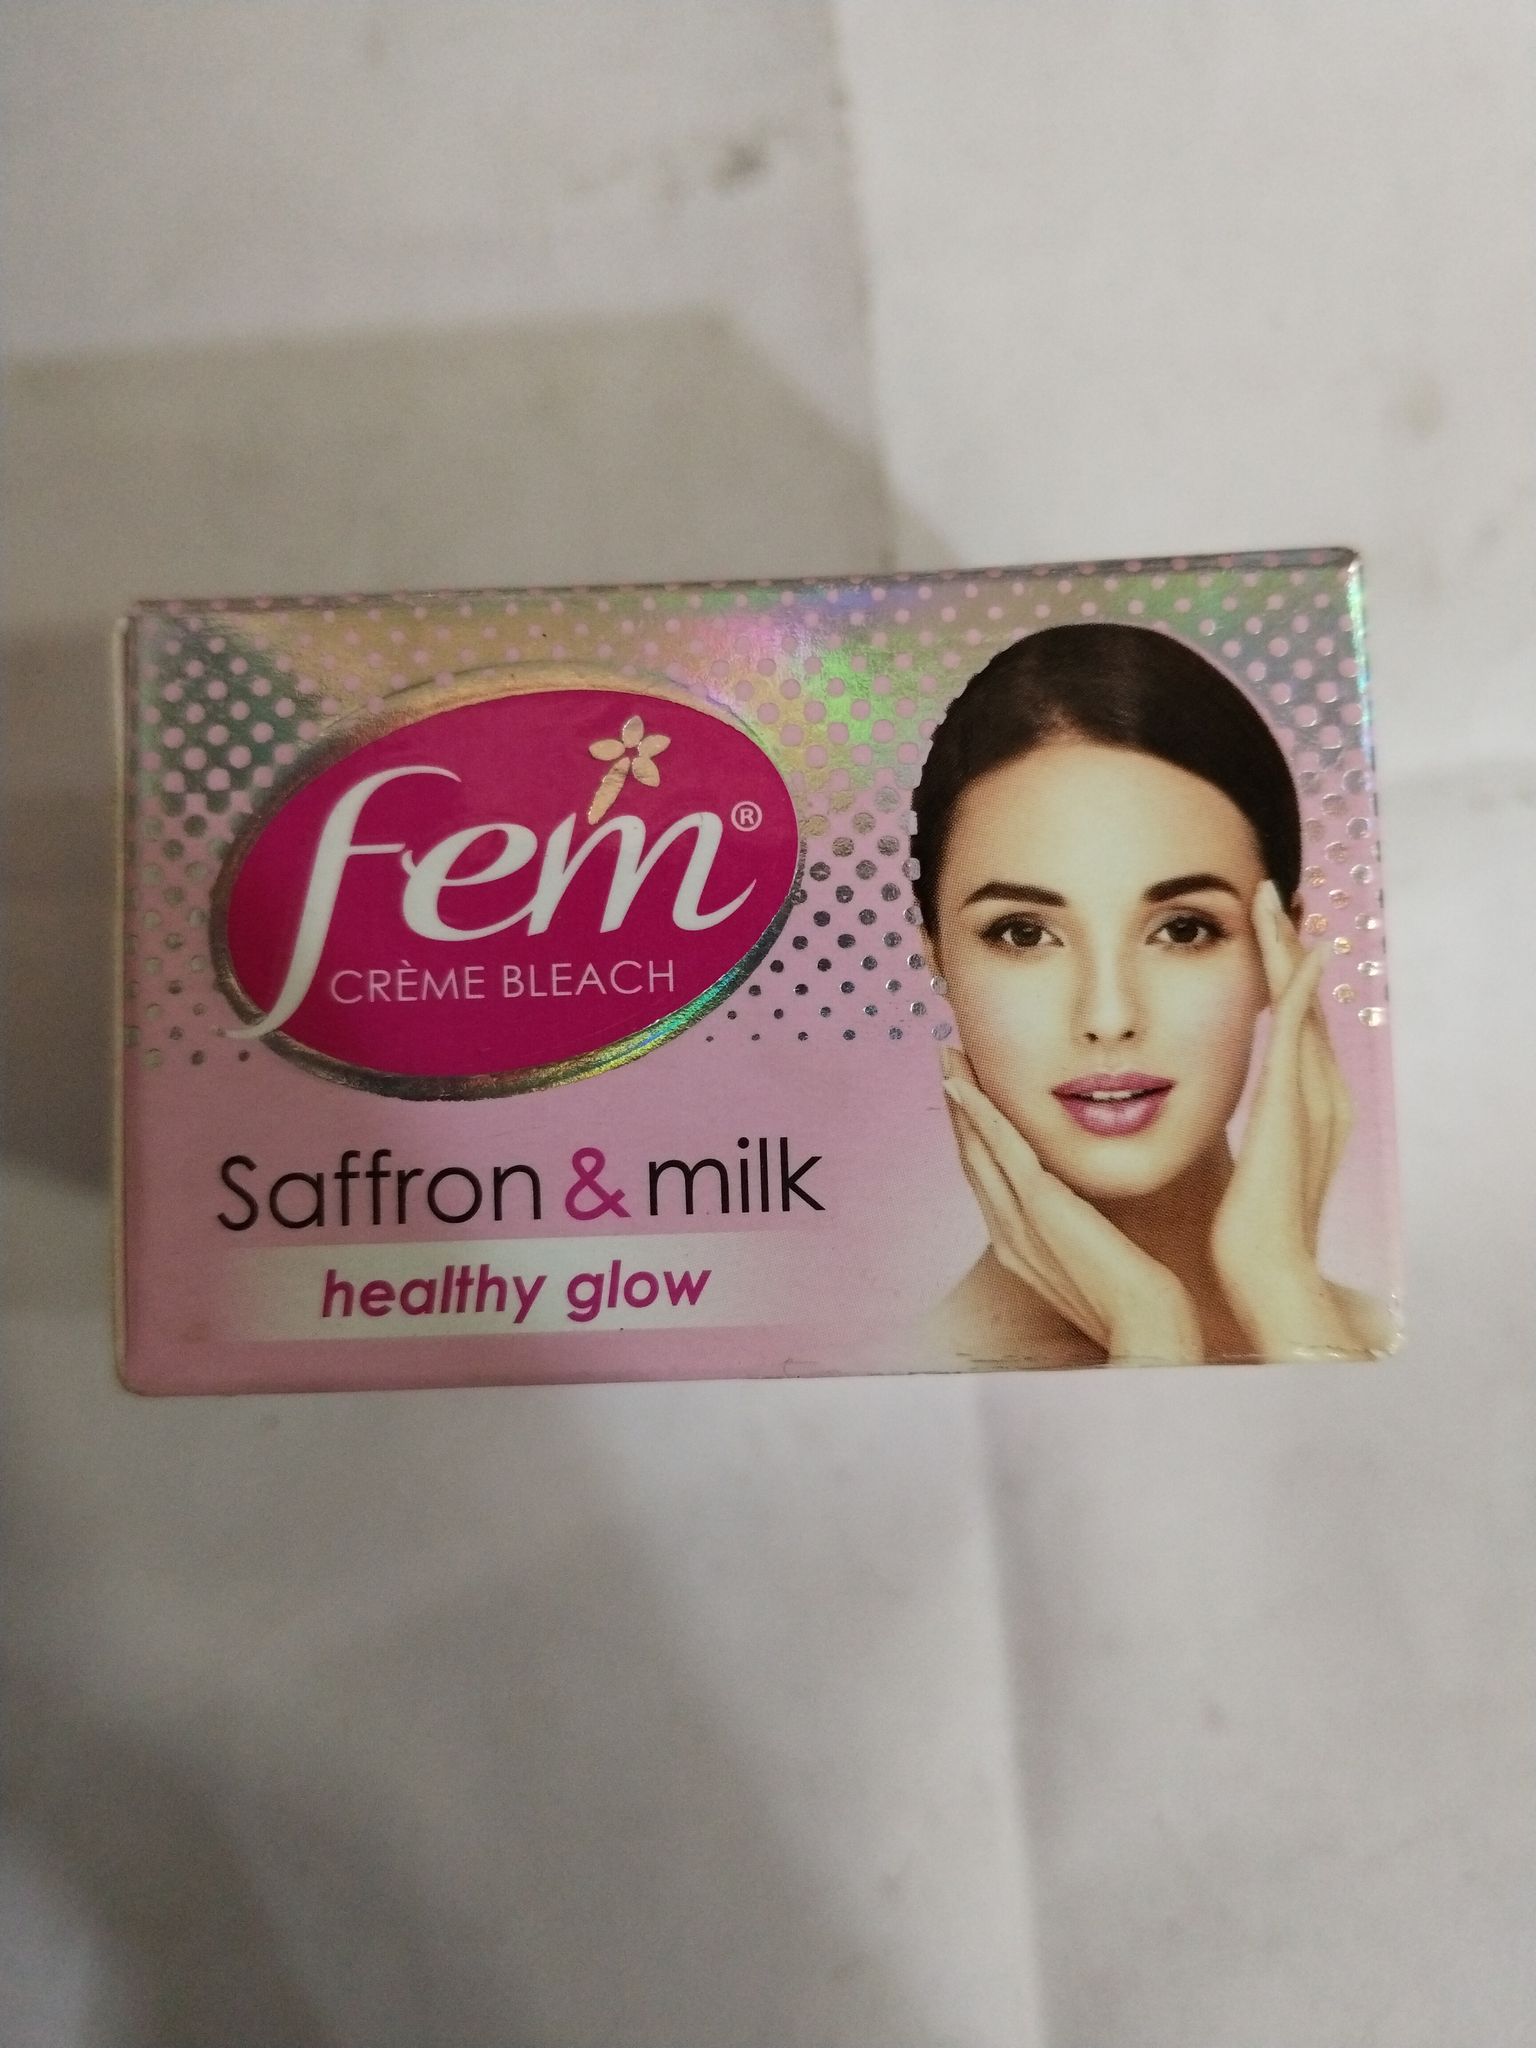 fem®
CRÈME BLEACH
Saffron & milk
healthy glow